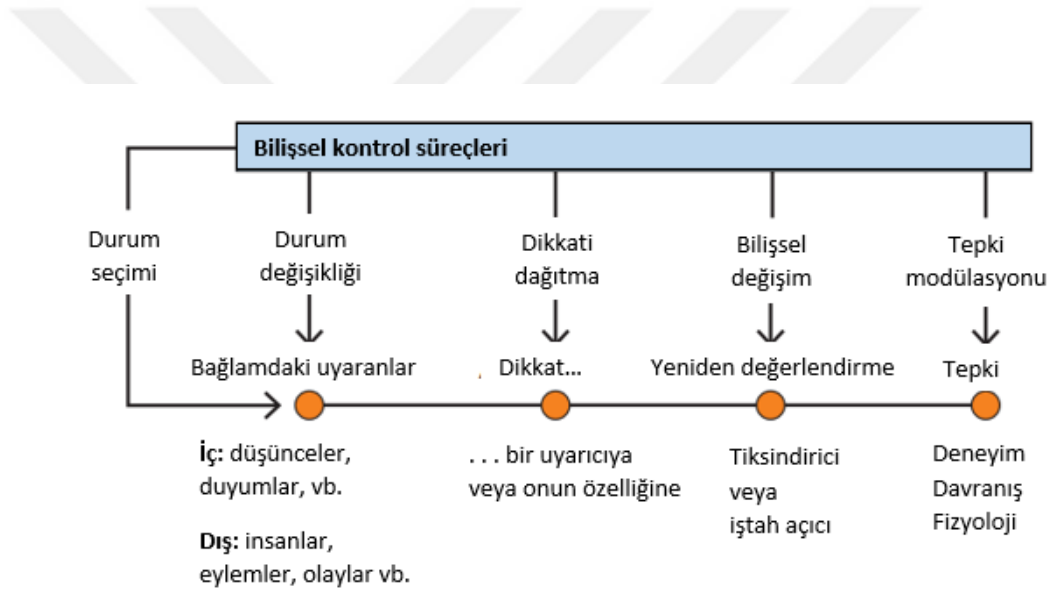 Bilişsel kontrol süreçleri
Durum
seçimi
Durum
değişikliği
Dikkati
dağıtma
Bilişsel
değişim
Tepki
modülasyonu
Bağlamdaki uyaranlar
Dikkat...
Yeniden değerlendirme
Tepki
İç: düşünceler,
duyumlar, vb.
Dış: insanlar,
eylemler, olaylar vb.
. . . bir uyarıcıya
veya onun özelliğine
Tiksindirici
veya
iştah açıcı
Deneyim
Davranış
Fizyoloji